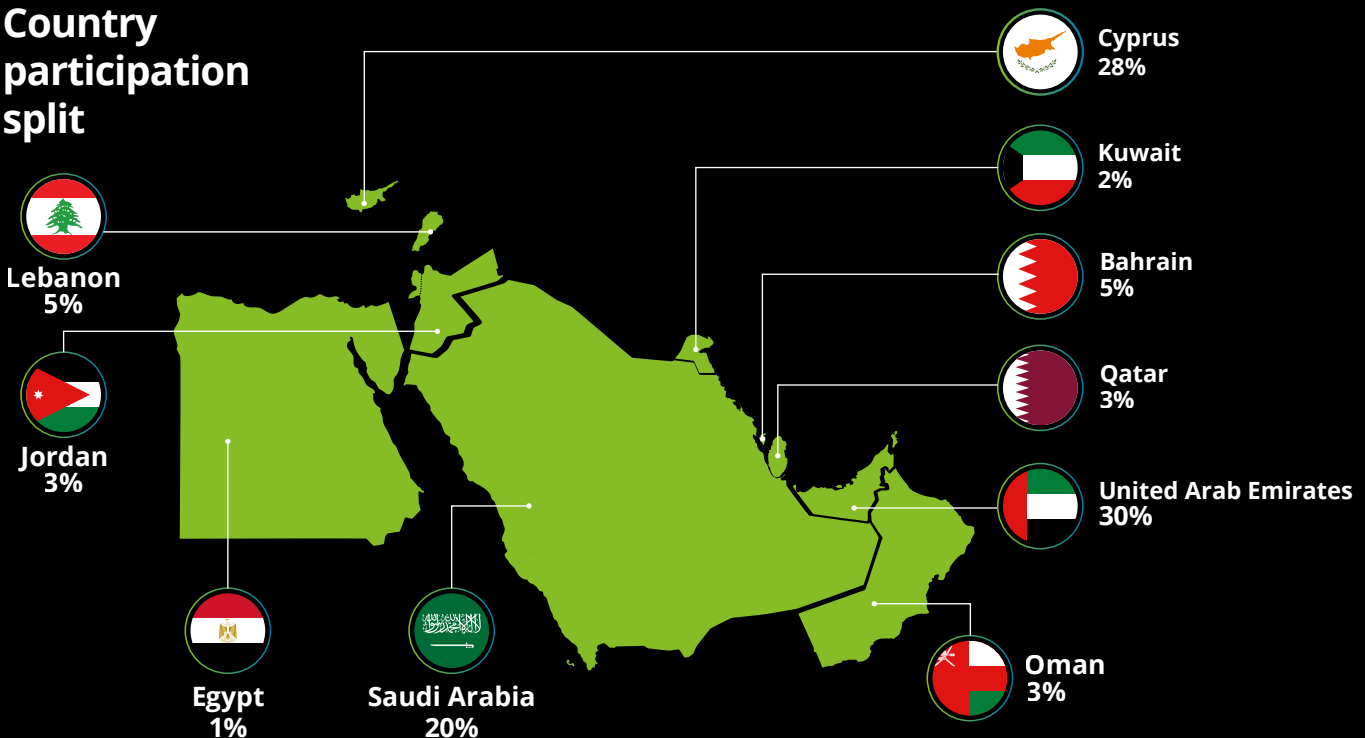 Country
participation
split
Cyprus
28%
Kuwait
2%
Lebanon
5%
Bahrain
5%
Jordan
3%
Qatar
3%
United Arab Emirates
30%
Egypt
1%
Saudi Arabia
20%
Oman
3%